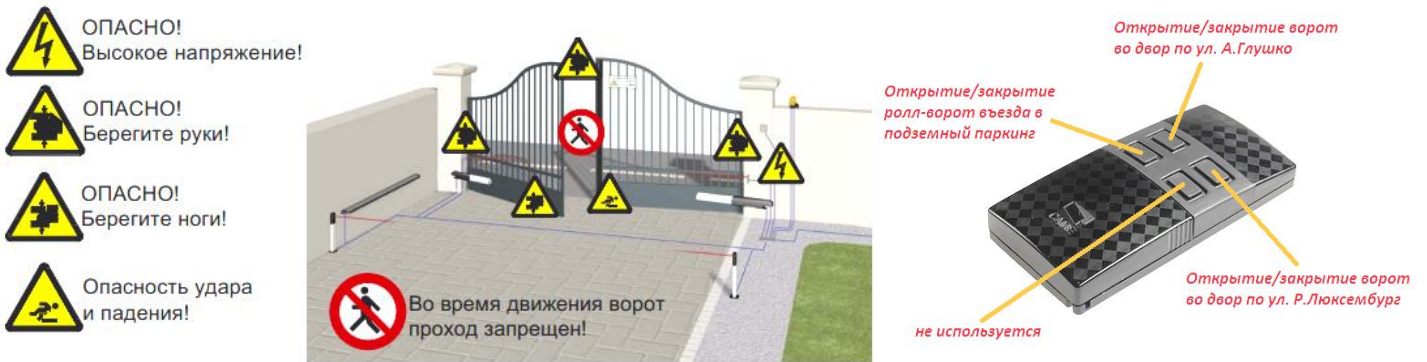 ОПАСНО!
Высокое напряжение!
ОПАСНО!
Берегите руки!
ОПАСНО!
Берегите ноги!
Опасность удара
и падения!
Во время движения ворот
проход запрещен!
Открытие/закрытие ворот
во двор по ул. А.Глушко
Открытие/закрытие
ролл-ворот въезда в
подземный паркинг
CAME
Открытие/закрытие ворот
во двор по ул. Р.Люксембург
не используется